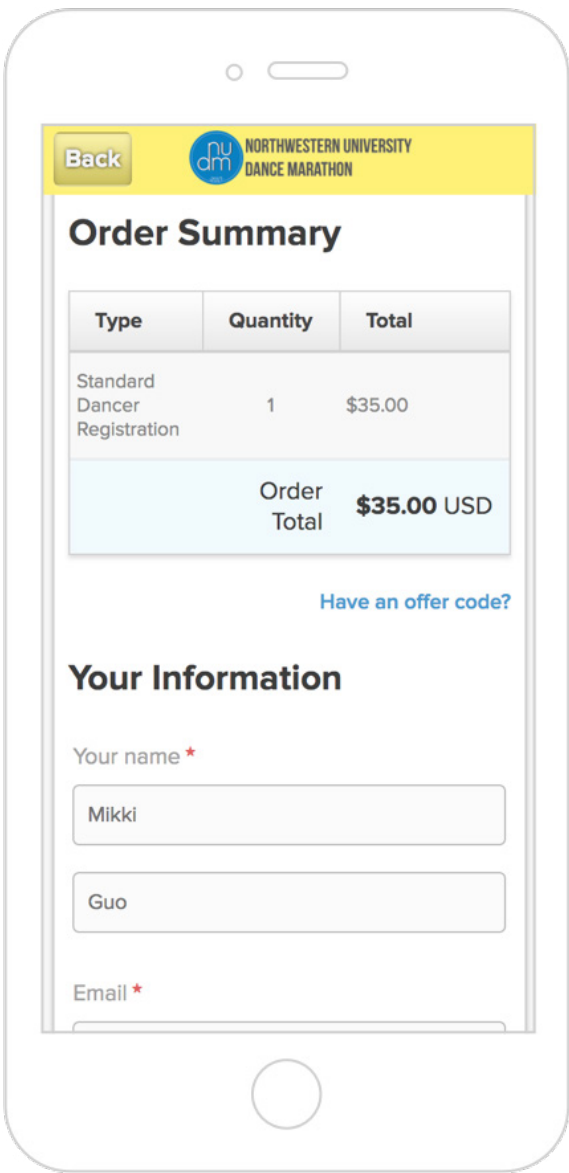 Back
nu
dm
NORTHWESTERN UNIVERSITY
DANCE MARATHON
Order Summary
Type Quantity Total
Standard
Dancer
Registration
1 $35.00
Order
Total
$35.00 USD
Have an offer code?
Your Information
Your name *
Mikki
Guo
Email *